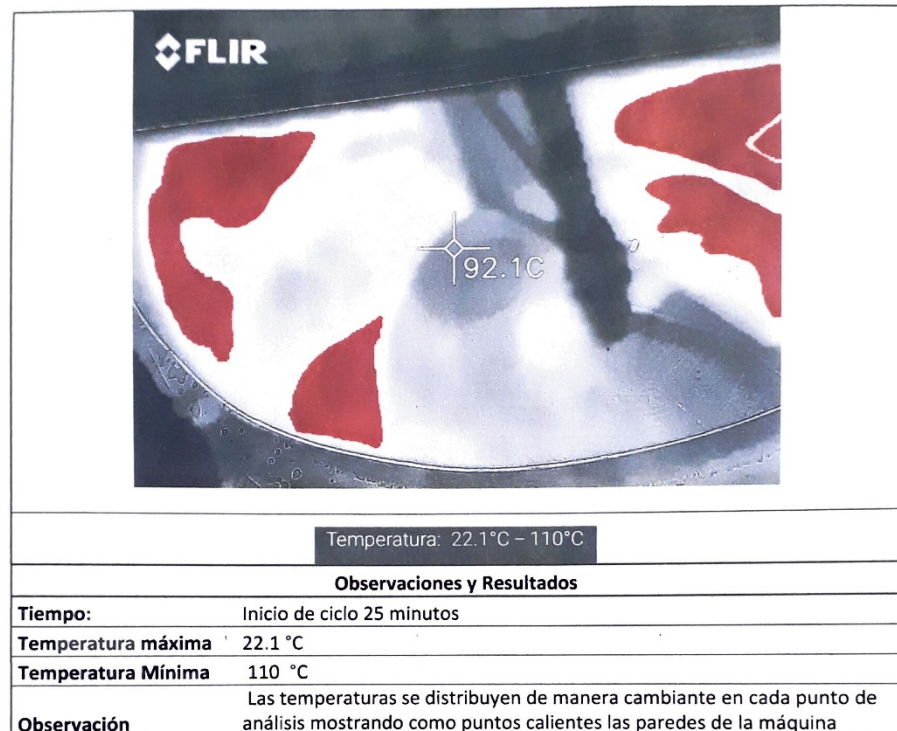 FLIR
92.1C
Temperatura: 22.1°C – 110°C
Observaciones y Resultados
Tiempo: Inicio de ciclo 25 minutos
Temperatura máxima 22.1 °C
Temperatura Mínima 110 °C
Las temperaturas se distribuyen de manera cambiante en cada punto de
Observación análisis mostrando como puntos calientes las paredes de la máquina